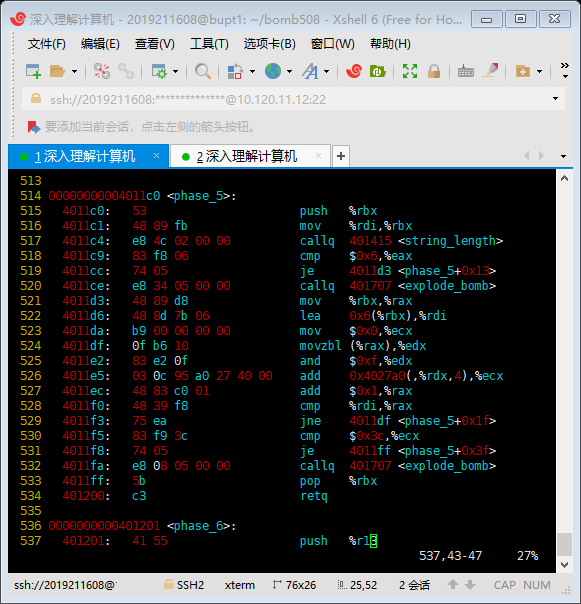 深入理解计算机 - 2019211608@bupt1: ~/bomb508 - Xshell 6 (Free for Ho...
文件(F) 编辑(E) 查看(V) 工具(T) 选项卡(B) 窗口(W) 帮助(H)
ssh://2019211608:**************@10.120.11.12:22
要添加当前会话，点击左侧的箭头按钮。
1 深入理解计算机 × 2 深入理解计算机 × +
513
514 00000000004011c0 <phase_5>:
515 4011c0: 53 push %rbx
516 4011c1: 48 89 fb mov %rdi,%rbx
517 4011c4: e8 4c 02 00 00 callq 401415 <string_length>
518 4011c9: 83 f8 06 cmp $0x6,%eax
519 4011cc: 74 05 je 4011d3 <phase_5+0x13>
520 4011ce: e8 34 05 00 00 callq 401707 <explode_bomb>
521 4011d3: 48 89 d8 mov %rbx,%rax
522 4011d6: 48 8d 7b 06 lea 0x6(%rbx),%rdi
523 4011da: b9 00 00 00 00 mov $0x0,%ecx
524 4011df: 0f b6 10 movzbl (%rax),%edx
525 4011e2: 83 e2 0f and $0xf,%edx
526 4011e5: 03 0c 95 a0 27 40 00 add 0x4027a0(,%rdx,4),%ecx
527 4011ec: 48 83 c0 01 add $0x1,%rax
528 4011f0: 48 39 f8 cmp %rdi,%rax
529 4011f3: 75 ea jne 4011df <phase_5+0x1f>
530 4011f5: 83 f9 3c cmp $0x3c,%ecx
531 4011f8: 74 05 je 4011ff <phase_5+0x3f>
532 4011fa: e8 08 05 00 00 callq 401707 <explode_bomb>
533 4011ff: 5b pop %rbx
534 401200: c3 retq
535
536 0000000000401201 <phase_6>:
537 401201: 41 55 push %r13
537,43-47 27%
ssh://2019211608@ SSH2 xterm 76x26 25,52 2 会话 CAP NUM